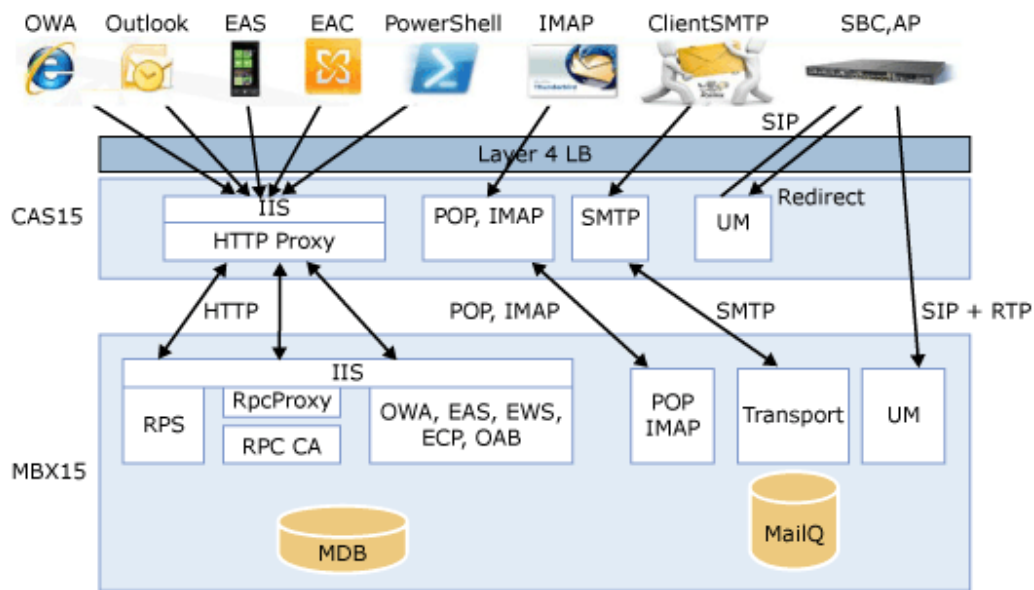 OWA Outlook EAS EAC PowerShell IMAP ClientSMTP SBC,AP
Thunderbird
SIP
Layer 4 LB
CAS15
IIS
HTTP Proxy
POP, IMAP
SMTP
UM
Redirect
HTTP
POP, IMAP
SMTP
SIP + RTP
MBX15
IIS
RPS
RpcProxy
RPC CA
OWA, EAS, EWS,
ECP, OAB
POP
IMAP
Transport
UM
MDB
MailQ